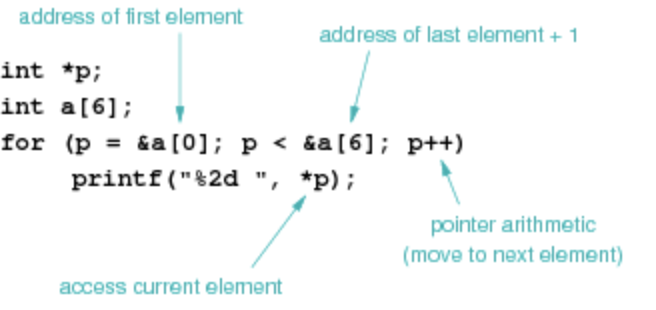 address of first element
address of last element + 1
int *p;
int a[6];
for (p = &a[0]; p < &a[6]; p++)
printf("%2d ", *p);
pointer arithmetic
(move to next element)
access current element